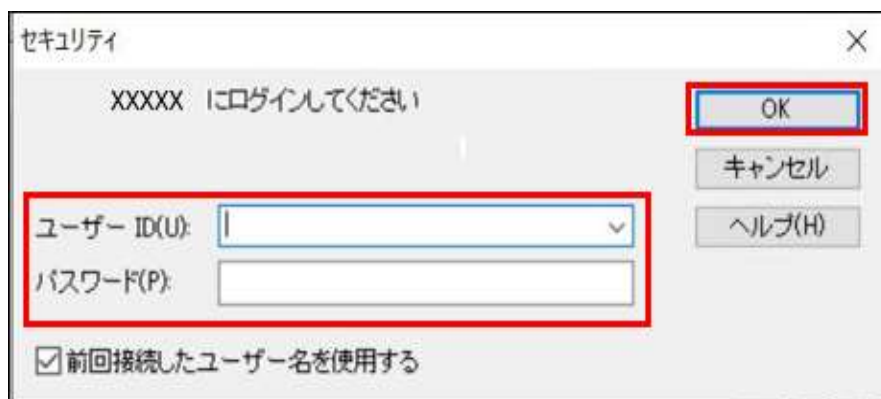 セキュリティ
XXXXX にログインしてください
OK
キャンセル
ヘルプ(H)
ユーザー ID(U):
パスワード(P):
前回接続したユーザー名を使用する